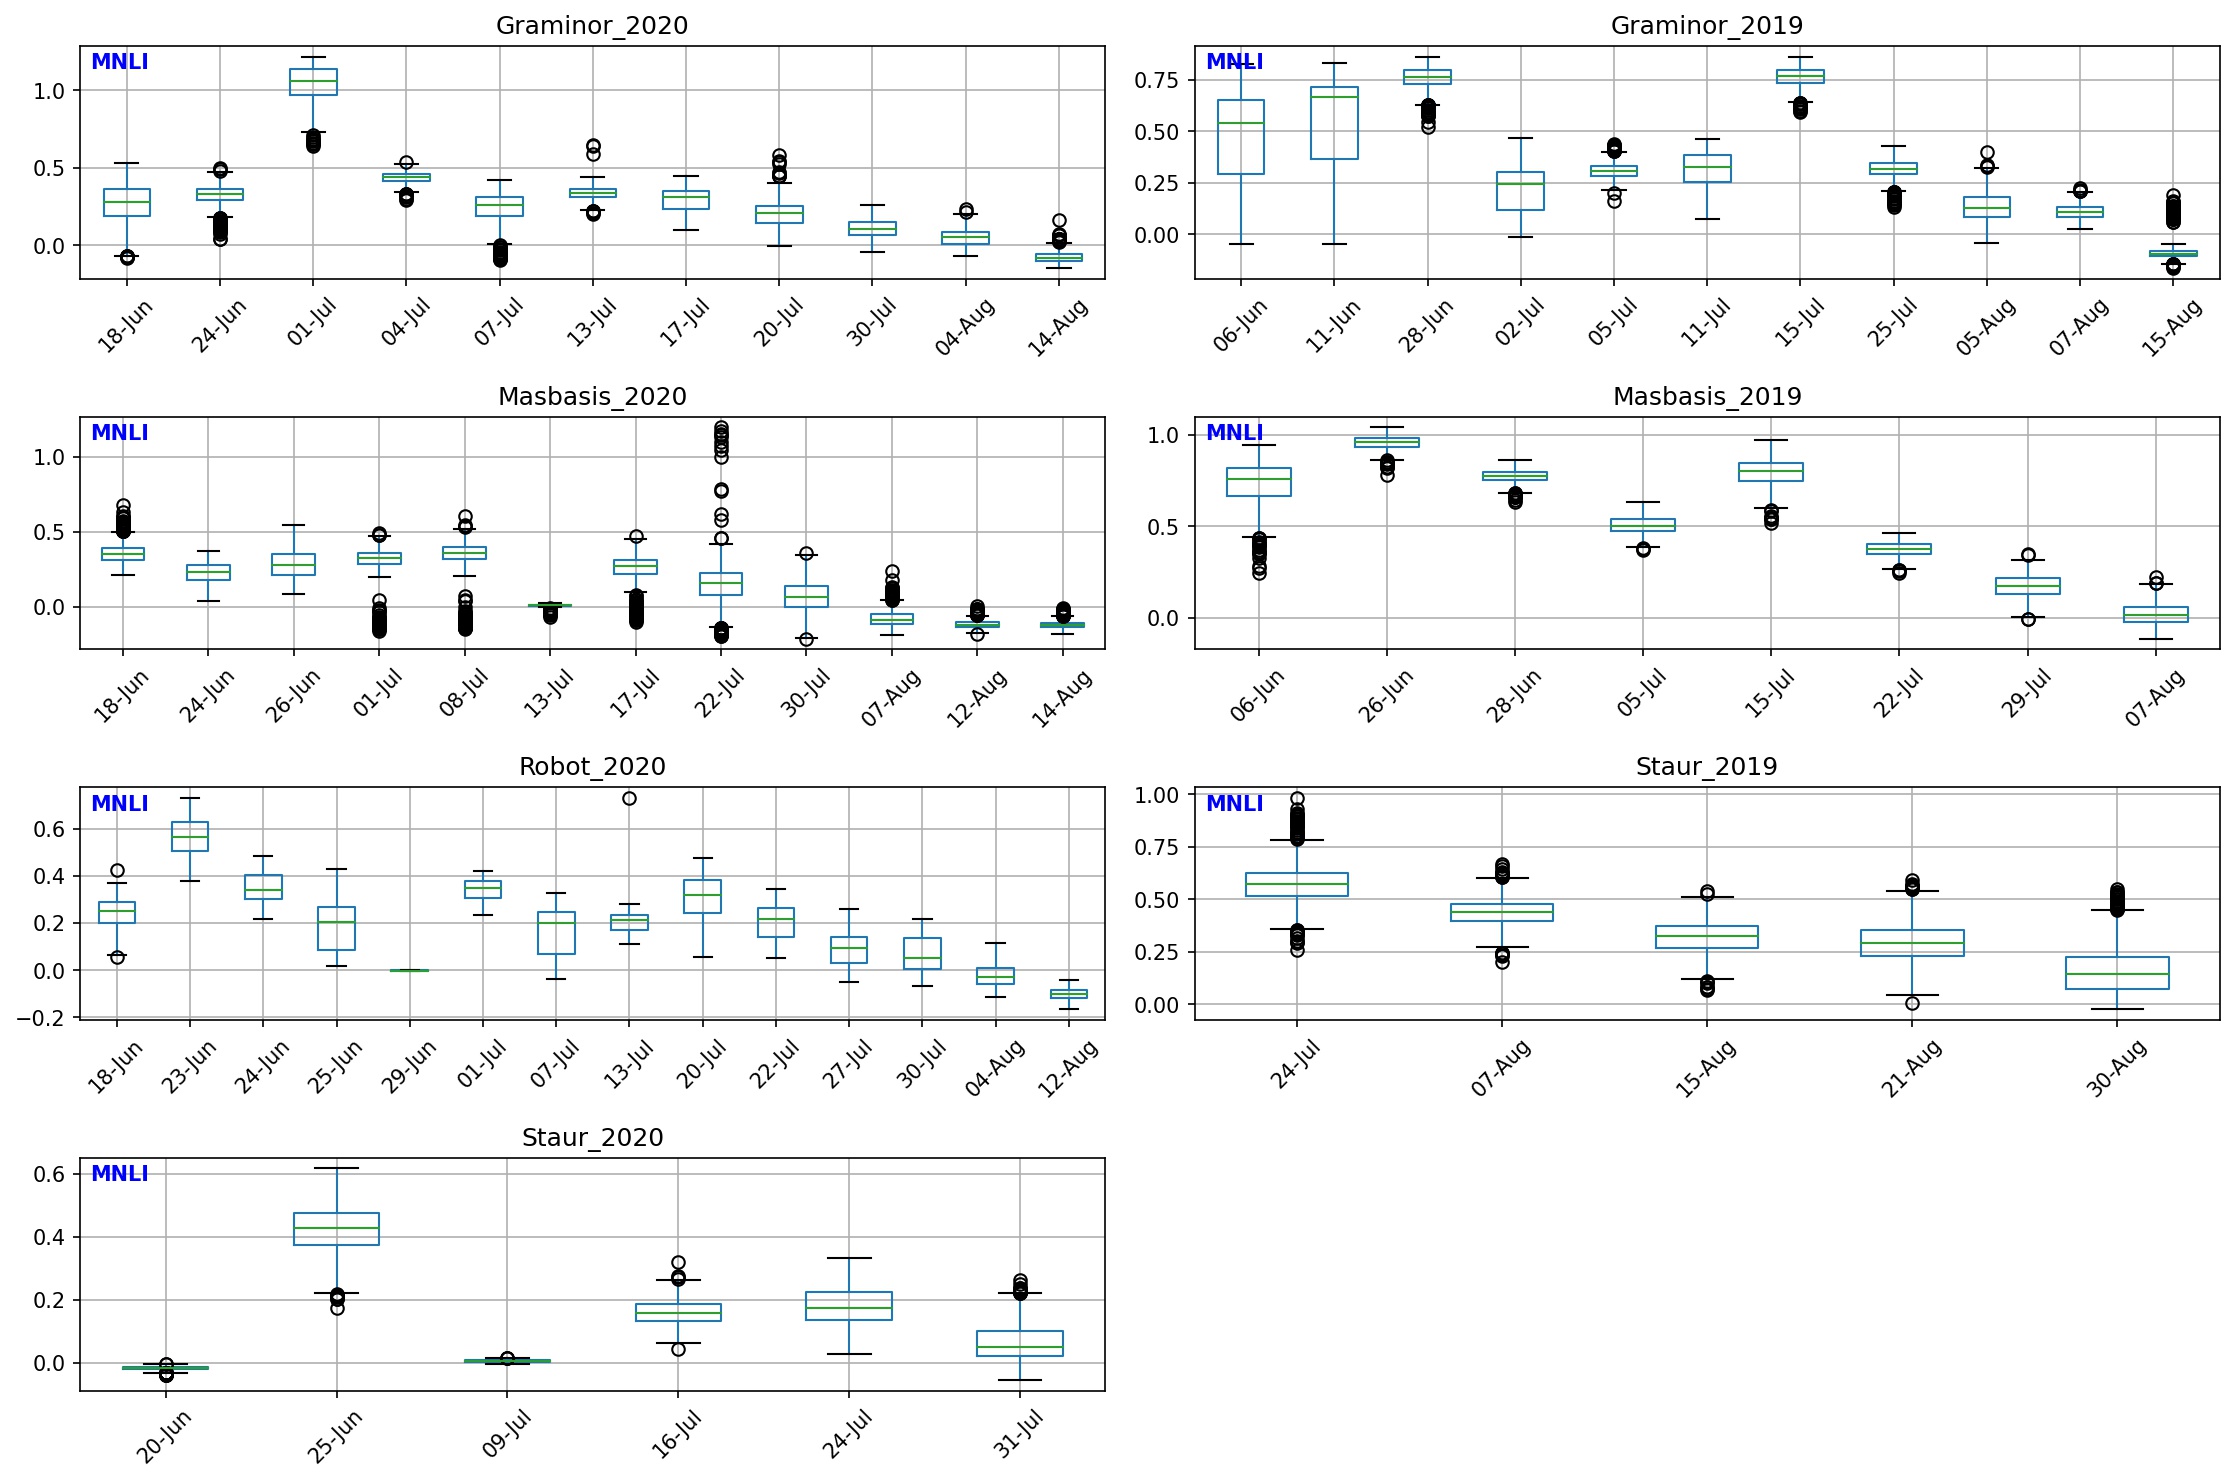 Graminor_2020
MNLI
1.0
0.5
0.0
18-Jun 24-Jun 01-Jul 04-Jul 07-Jul 13-Jul 17-Jul 20-Jul 30-Jul 04-Aug 14-Aug
Graminor_2019
MNLI
0.75
0.50
0.25
0.00
06-Jun 11-Jun 28-Jun 02-Jul 05-Jul 11-Jul 15-Jul 25-Jul 05-Aug 07-Aug 15-Aug
Masbasis_2020
MNLI
1.0
0.5
0.0
18-Jun 24-Jun 26-Jun 01-Jul 08-Jul 13-Jul 17-Jul 22-Jul 30-Jul 07-Aug 12-Aug 14-Aug
Masbasis_2019
MNLI
1.0
0.5
0.0
06-Jun 26-Jun 28-Jun 05-Jul 15-Jul 22-Jul 29-Jul 07-Aug
Robot_2020
MNLI
0.6
0.4
0.2
0.0
−0.2
18-Jun 23-Jun 24-Jun 25-Jun 29-Jun 01-Jul 07-Jul 13-Jul 20-Jul 22-Jul 27-Jul 30-Jul 04-Aug 12-Aug
Staur_2019
MNLI
1.00
0.75
0.50
0.25
0.00
24-Jul 07-Aug 15-Aug 21-Aug 30-Aug
Staur_2020
MNLI
0.6
0.4
0.2
0.0
20-Jun 25-Jun 09-Jul 16-Jul 24-Jul 31-Jul